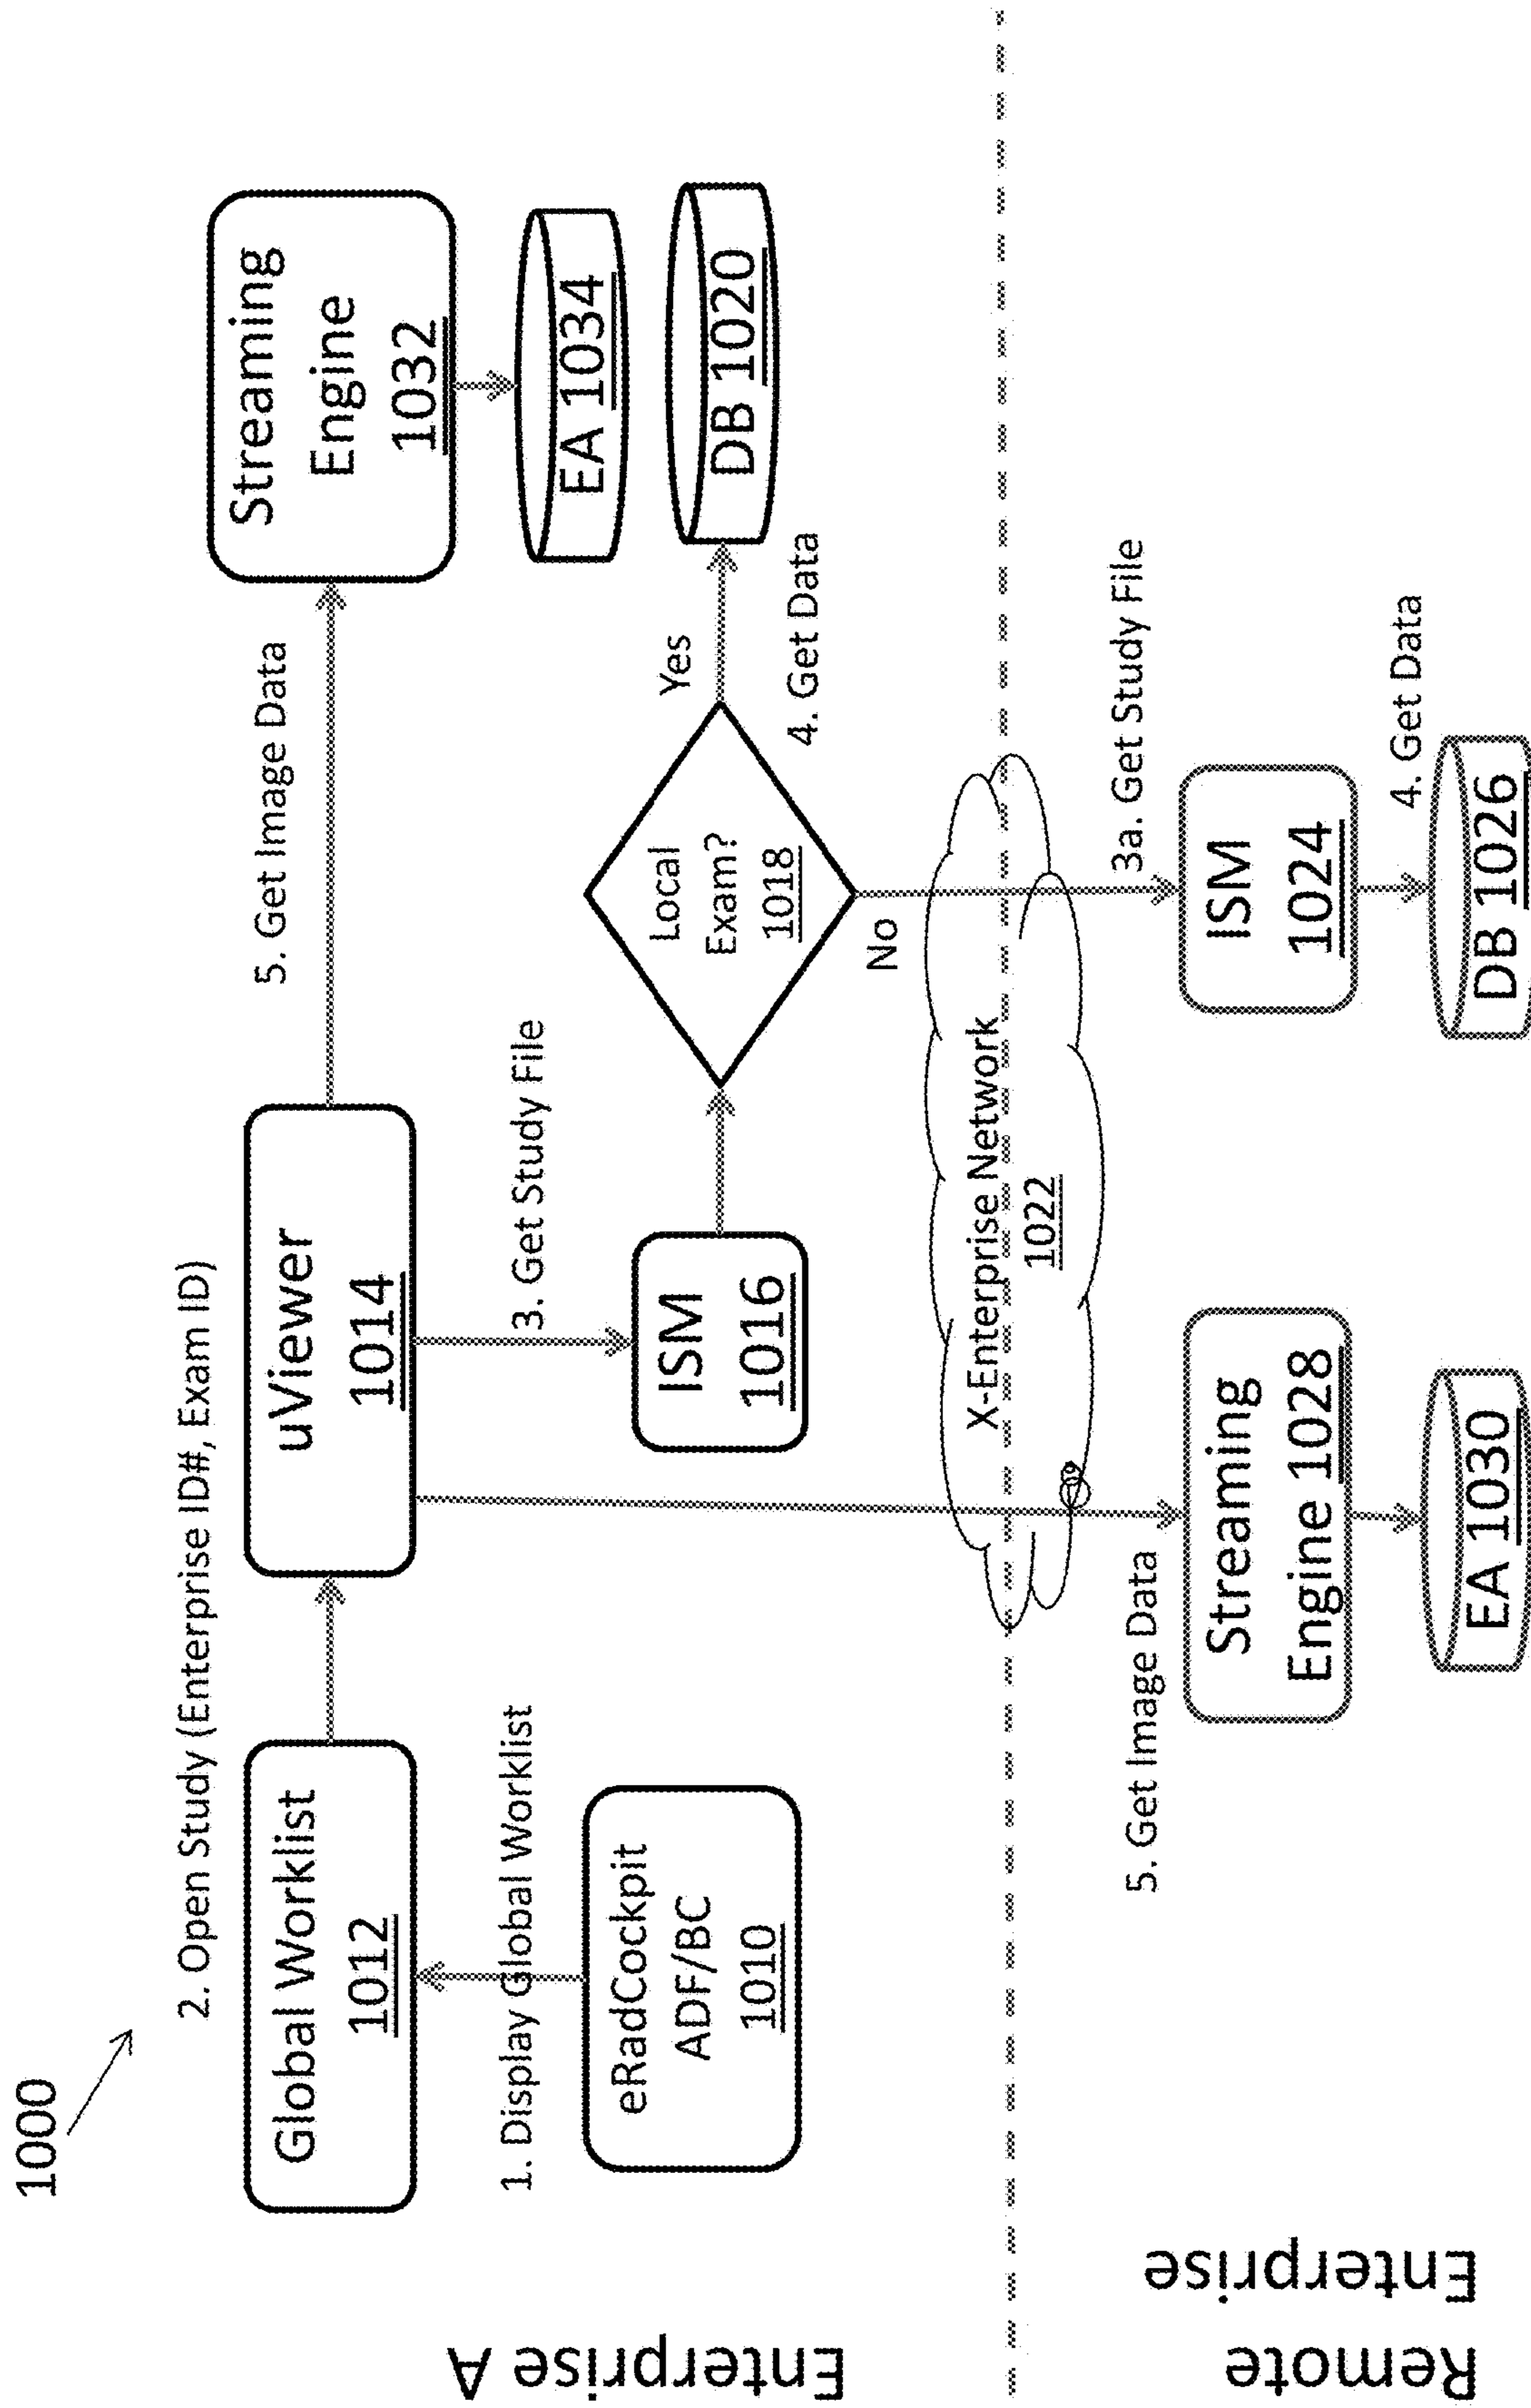 1000
2. Open Study (Enterprise ID#, Exam ID)
Global Worklist
1012
uViewer
1014
5. Get Image Data
Streaming
Engine
1032
EA 1034
1. Display Global Worklist
eRadCockpit
ADF/BC
1010
3. Get Study File
ISM
1016
Local
Exam?
1018
Yes
4. Get Data
DB 1020
No
Enterprise A
X-Enterprise Network
1022
Remote
Enterprise
5. Get Image Data
Streaming
Engine 1028
EA 1030
3a. Get Study File
ISM
1024
4. Get Data
DB 1026